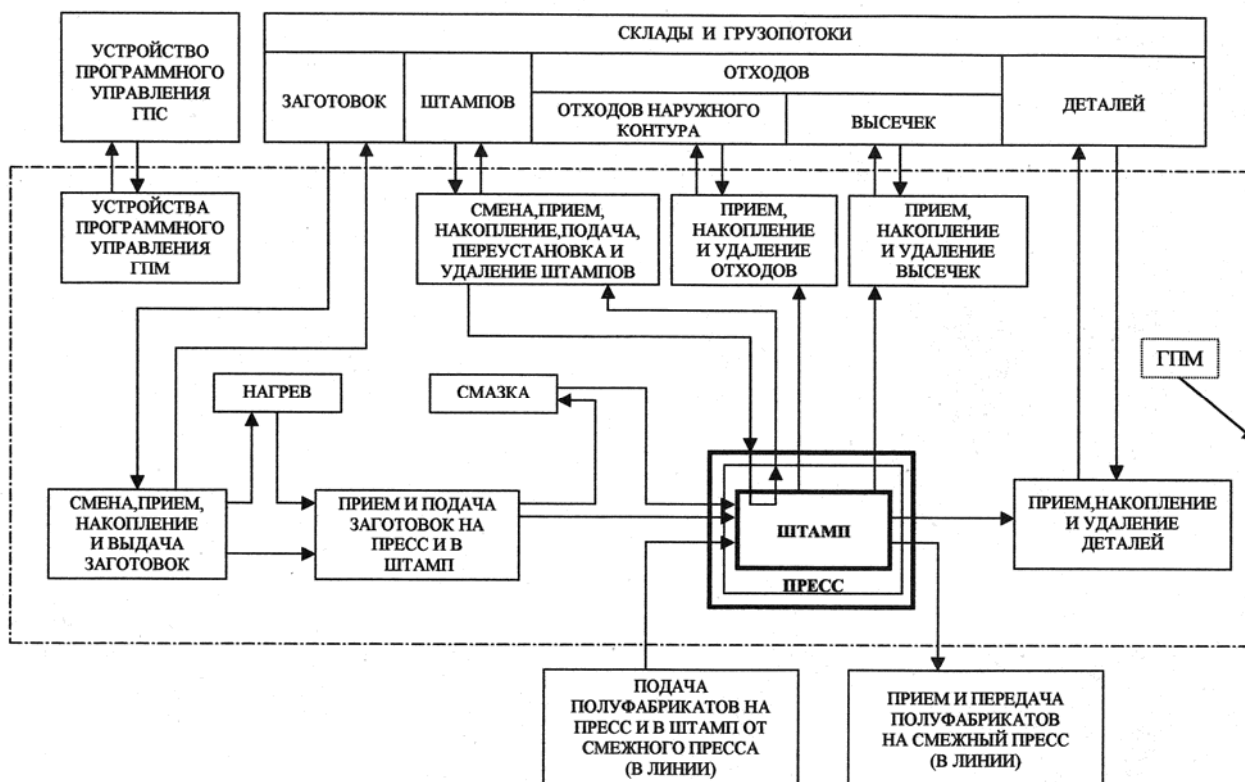 УСТРОЙСТВО
ПРОГРАММНОГО
УПРАВЛЕНИЯ
ГПС
СКЛАДЫ И ГРУЗОПОТОКИ
ЗАГОТОВОК
ШТАМПОВ
ОТХОДОВ
ОТХОДОВ НАРУЖНОГО
КОНТУРА
ВЫСЕЧЕК
ДЕТАЛЕЙ
УСТРОЙСТВА
ПРОГРАММНОГО
УПРАВЛЕНИЯ
ГПМ
СМЕНА,ПРИЕМ,
НАКОПЛЕНИЕ,ПОДАЧА,
ПЕРЕУСТАНОВКА И
УДАЛЕНИЕ ШТАМПОВ
ПРИЕМ,
НАКОПЛЕНИЕ
И УДАЛЕНИЕ
ОТХОДОВ
ПРИЕМ,
НАКОПЛЕНИЕ
И УДАЛЕНИЕ
ВЫСЕЧЕК
ГПМ
НАГРЕВ
СМАЗКА
СМЕНА,ПРИЕМ,
НАКОПЛЕНИЕ
И ВЫДАЧА
ЗАГОТОВОК
ПРИЕМ И ПОДАЧА
ЗАГОТОВОК НА
ПРЕСС И В
ШТАМП
ШТАМП
ПРЕСС
ПРИЕМ,НАКОПЛЕНИЕ
И УДАЛЕНИЕ
ДЕТАЛЕЙ
ПОДАЧА
ПОЛУФАБРИКАТОВ НА
ПРЕСС И В ШТАМП ОТ
СМЕЖНОГО ПРЕССА
(В ЛИНИИ)
ПРИЕМ И ПЕРЕДАЧА
ПОЛУФАБРИКАТОВ
НА СМЕЖНЫЙ ПРЕСС
(В ЛИНИИ)